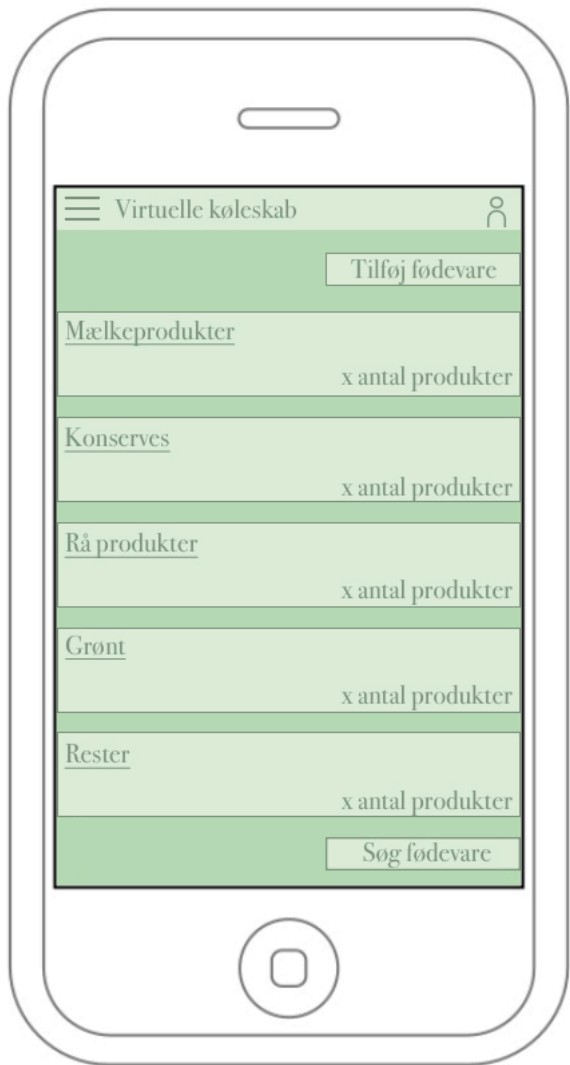 Virtuelle køleskab
Tilføj fødevare
Mælkeprodukter
x antal produkter
Konserves
x antal produkter
Rå produkter
x antal produkter
Grønt
x antal produkter
Rester
x antal produkter
Søg fødevare